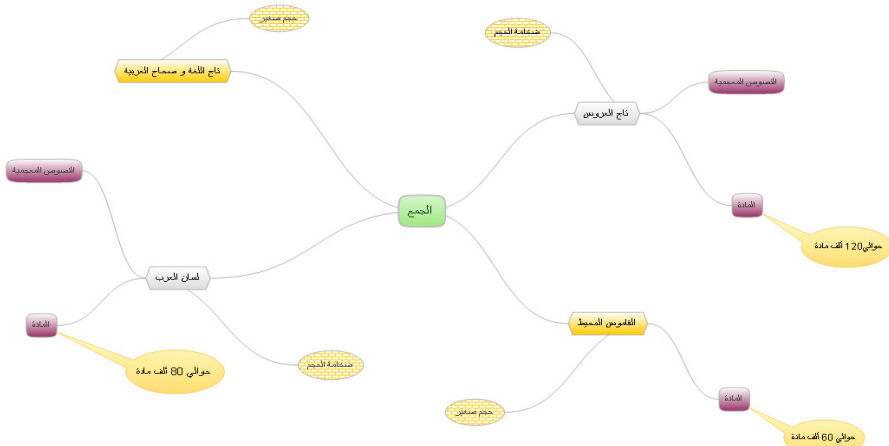 حجم صغير
تاج اللغة و صحاح العربية
ضخامة الحجم
النصوص المعجمية
تاج العروس
المادة
حوالي120 ألف مادة
الجمع
النصوص المعجمية
لسان العرب
المادة
حوالي 80 ألف مادة
ضخامة الحجم
القاموس المحيط
حجم صغير
المادة
حوالي 60 ألف مادة